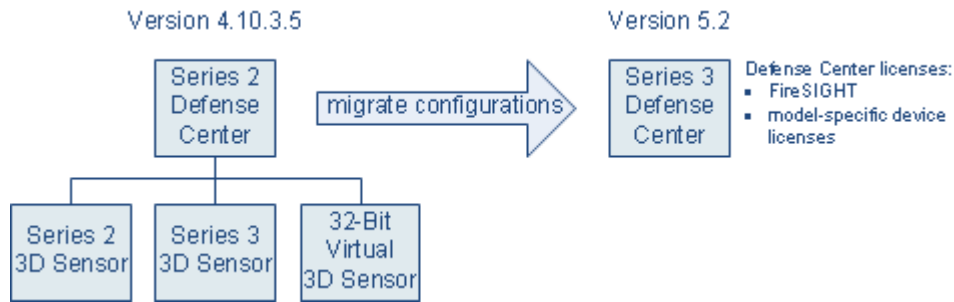 Version 4.10.3.5
Version 5.2
Series 2
Defense
Center
migrate configurations
Series 3
Defense
Center
Defense Center licenses:
▪ FireSIGHT
▪ model-specific device
licenses
Series 2
3D Sensor
Series 3
3D Sensor
32-Bit
Virtual
3D Sensor